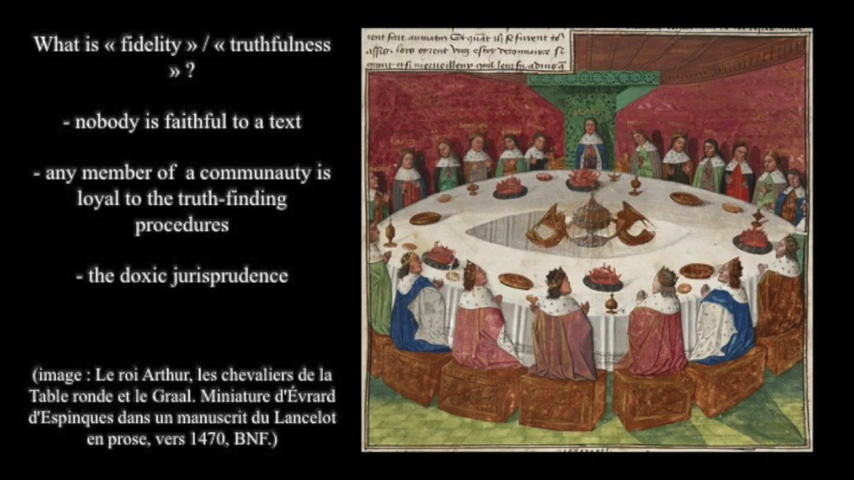 What is « fidelity » / « truthfulness
» ?
- nobody is faithful to a text
- any member of a communauty is
loyal to the truth-finding
procedures
- the doxic jurisprudence
(image : Le roi Arthur, les chevaliers de la
Table ronde et le Graal. Miniature d'Évrard
d'Espinques dans un manuscrit du Lancelot
en prose, vers 1470, BNF.)